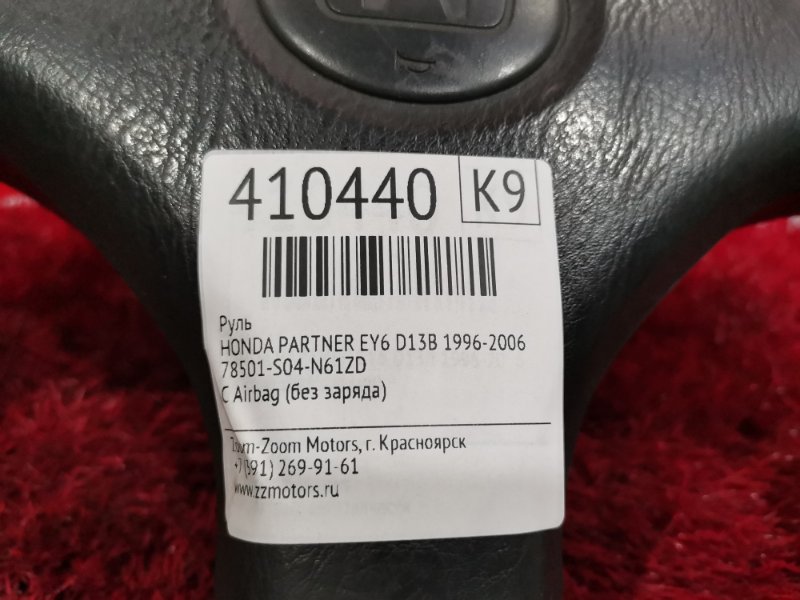 410440 K9
Руль
HONDA PARTNER EY6 D13B 1996-2006
78501-S04-N61ZD
С Airbag (без заряда)
Zoom-Zoom Motors, г. Красноярск
+7(391) 269-91-61
www.zzmotors.ru